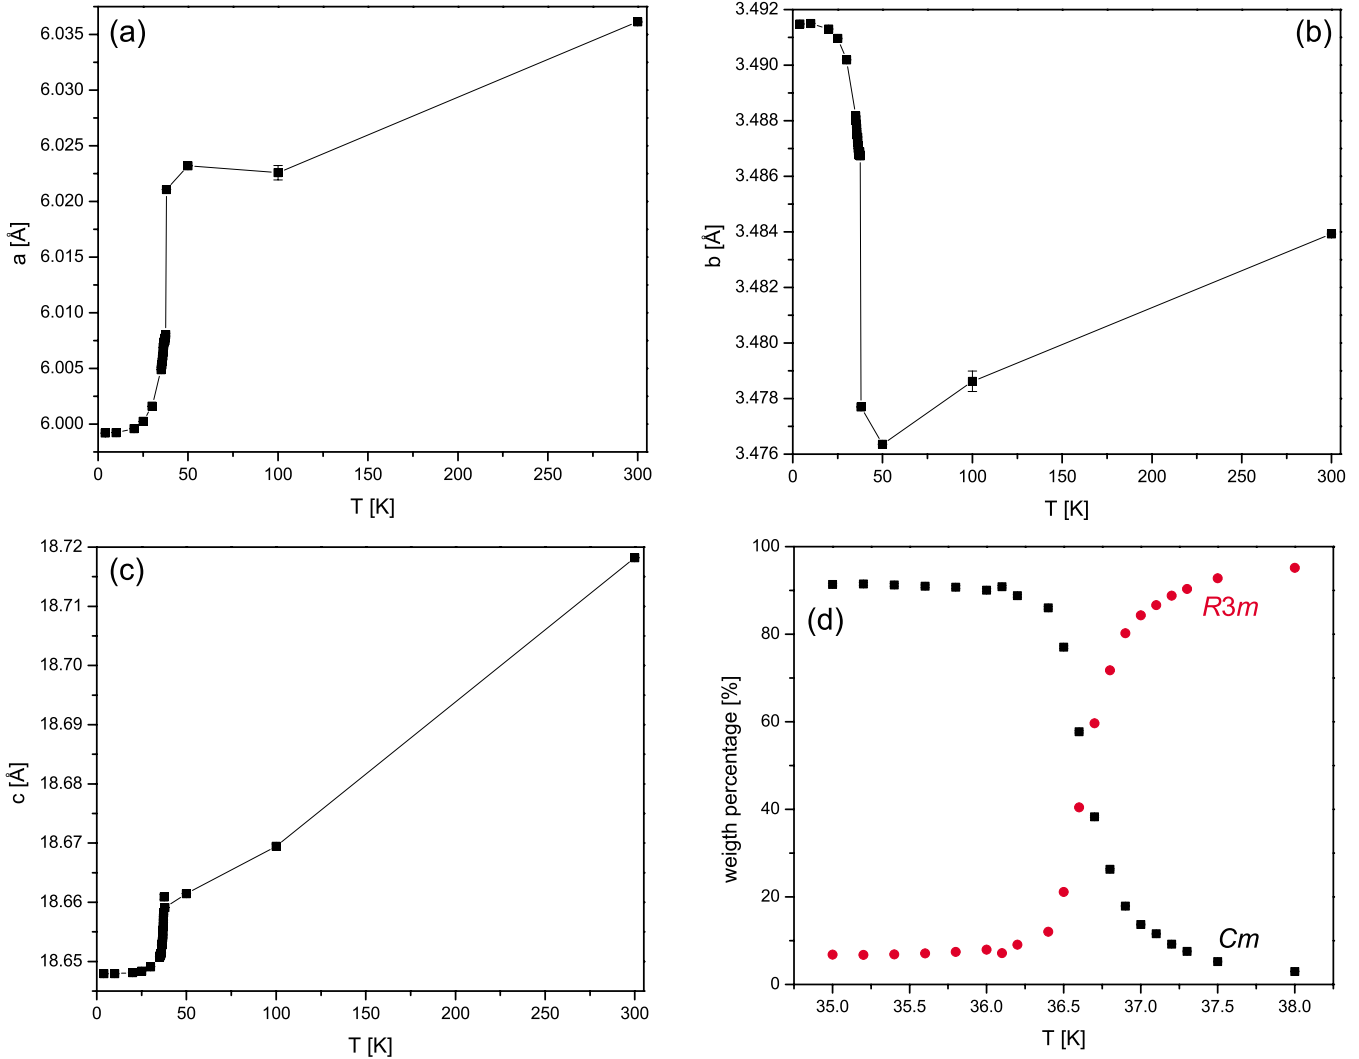 (a)
6.035
6.030
6.025
6.020
6.015
6.010
6.005
6.000
a [Å]
0 50 100 150 200 250 300
T [K]
(b)
3.492
3.490
3.488
3.486
3.484
3.482
3.480
3.478
3.476
b [Å]
0 50 100 150 200 250 300
T [K]
(c)
18.72
18.71
18.70
18.69
18.68
18.67
18.66
18.65
c [Å]
0 50 100 150 200 250 300
T [K]
(d)
100
80
60
40
20
0
weigth percentage [%]
R3m
Cm
35.0 35.5 36.0 36.5 37.0 37.5 38.0
T [K]